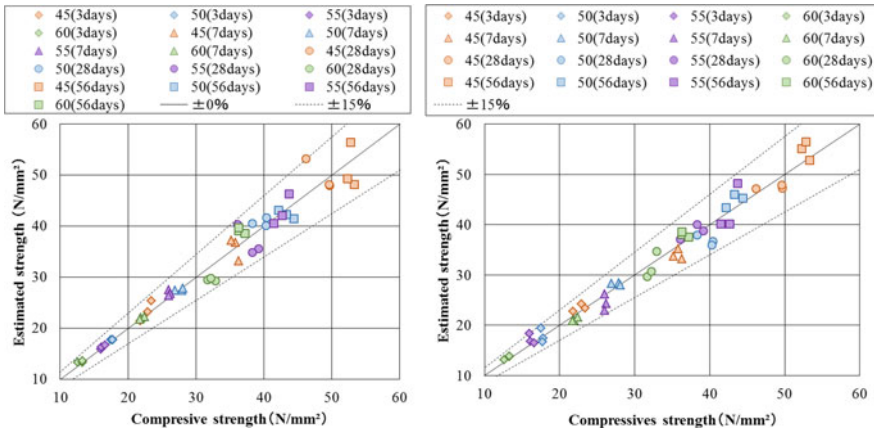 45(3days) 50(3days) 55(3days)
60(3days) 45(7days) 50(7days)
55(7days) 60(7days) 45(28days)
50(28days) 55(28days) 60(28days)
45(56days) 50(56days) 55(56days)
60(56days) ±0% ±15%
60
50
40
30
20
10
Estimated strength (N/mm²)
10 20 30 40 50 60
Compresive strength(N/mm²)
45(3days) 50(3days) 55(3days) 60(3days)
45(7days) 50(7days) 55(7days) 60(7days)
45(28days) 50(28days) 55(28days) 60(28days)
45(56days) 50(56days) 55(56days) 60(56days)
±15%
60
50
40
30
20
10
Estimated strength (N/mm²)
10 20 30 40 50 60
Compressives strength(N/mm²)